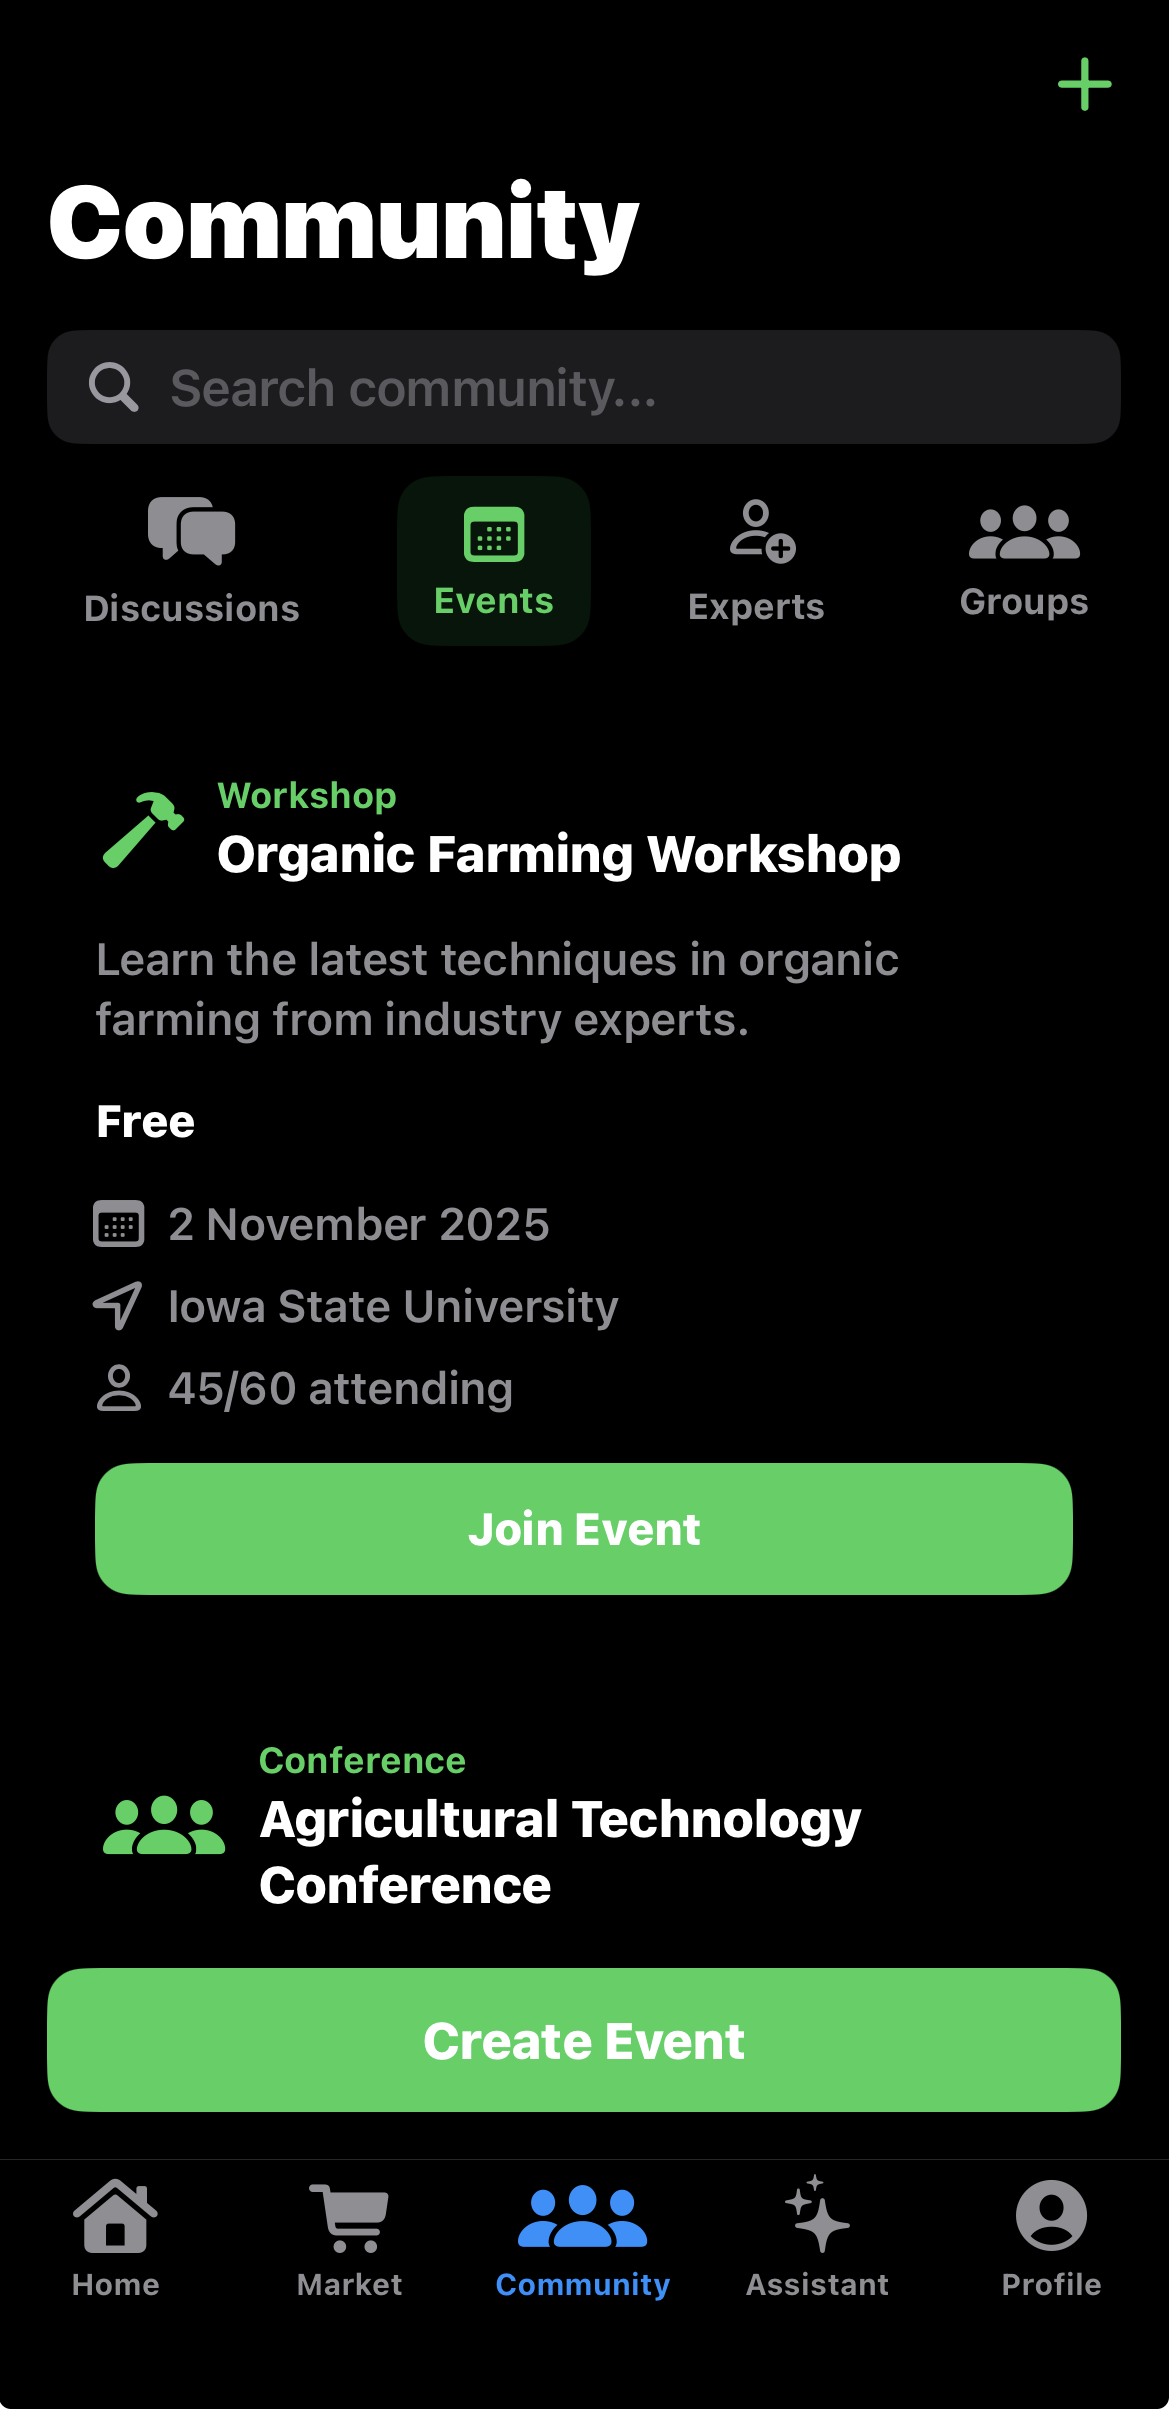 Community
Search community...
Discussions
Events
Experts
Groups
Workshop
Organic Farming Workshop
Learn the latest techniques in organic
farming from industry experts.
Free
2 November 2025
Iowa State University
45/60 attending
Join Event
Conference
Agricultural Technology
Conference
Create Event
Home
Market
Community
Assistant
Profile